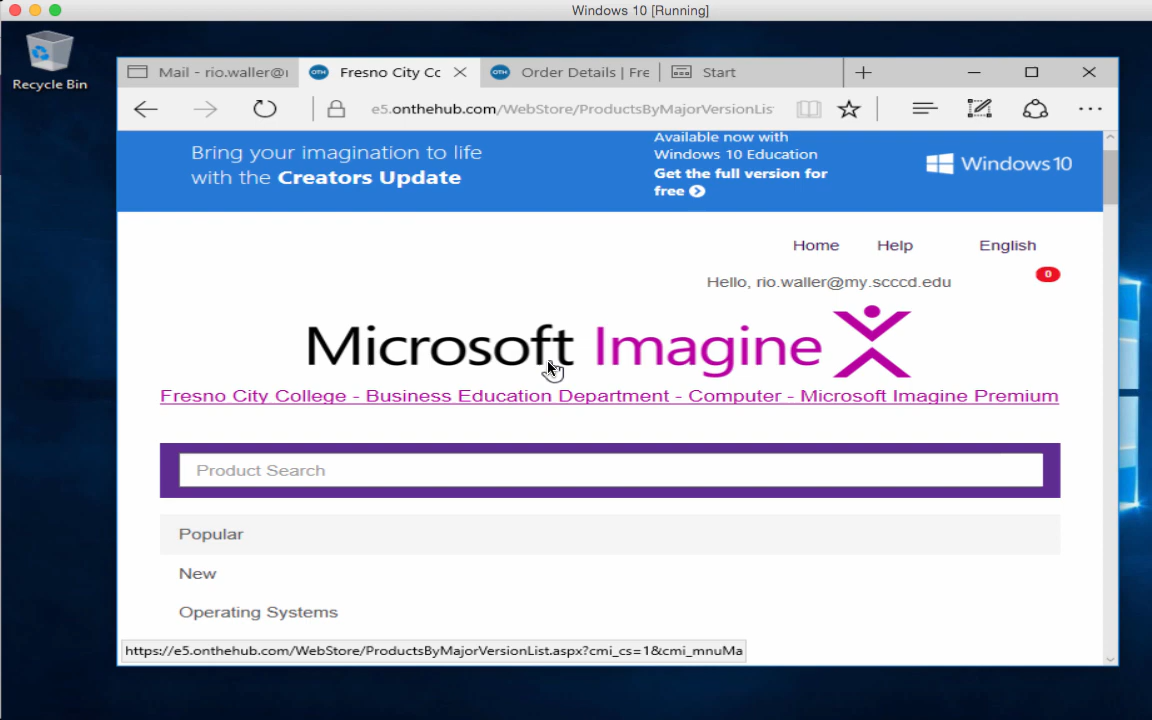 Windows 10 [Running]
Recycle Bin
Mail - rio.waller@
Fresno City Cc
Order Details | Fre
Start
e5.onthehub.com/WebStore/ProductsByMajorVersionLis
Bring your imagination to life
with the Creators Update
Available now with
Windows 10 Education
Get the full version for
free
Windows 10
Home Help English
Hello, rio.waller@my.scccd.edu
0
Microsoft Imagine
Fresno City College - Business Education Department - Computer - Microsoft Imagine Premium
Product Search
Popular
New
Operating Systems
https://e5.onthehub.com/WebStore/ProductsByMajorVersionList.aspx?cmi_cs=1&cmi_mnuMa